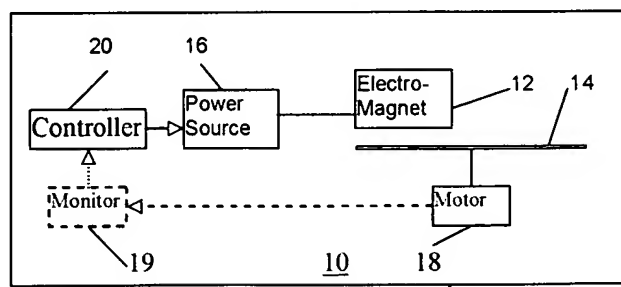 20
16
Electro-
Magnet
12
14
Power
Source
Controller
Monitor
Motor
19
10
18